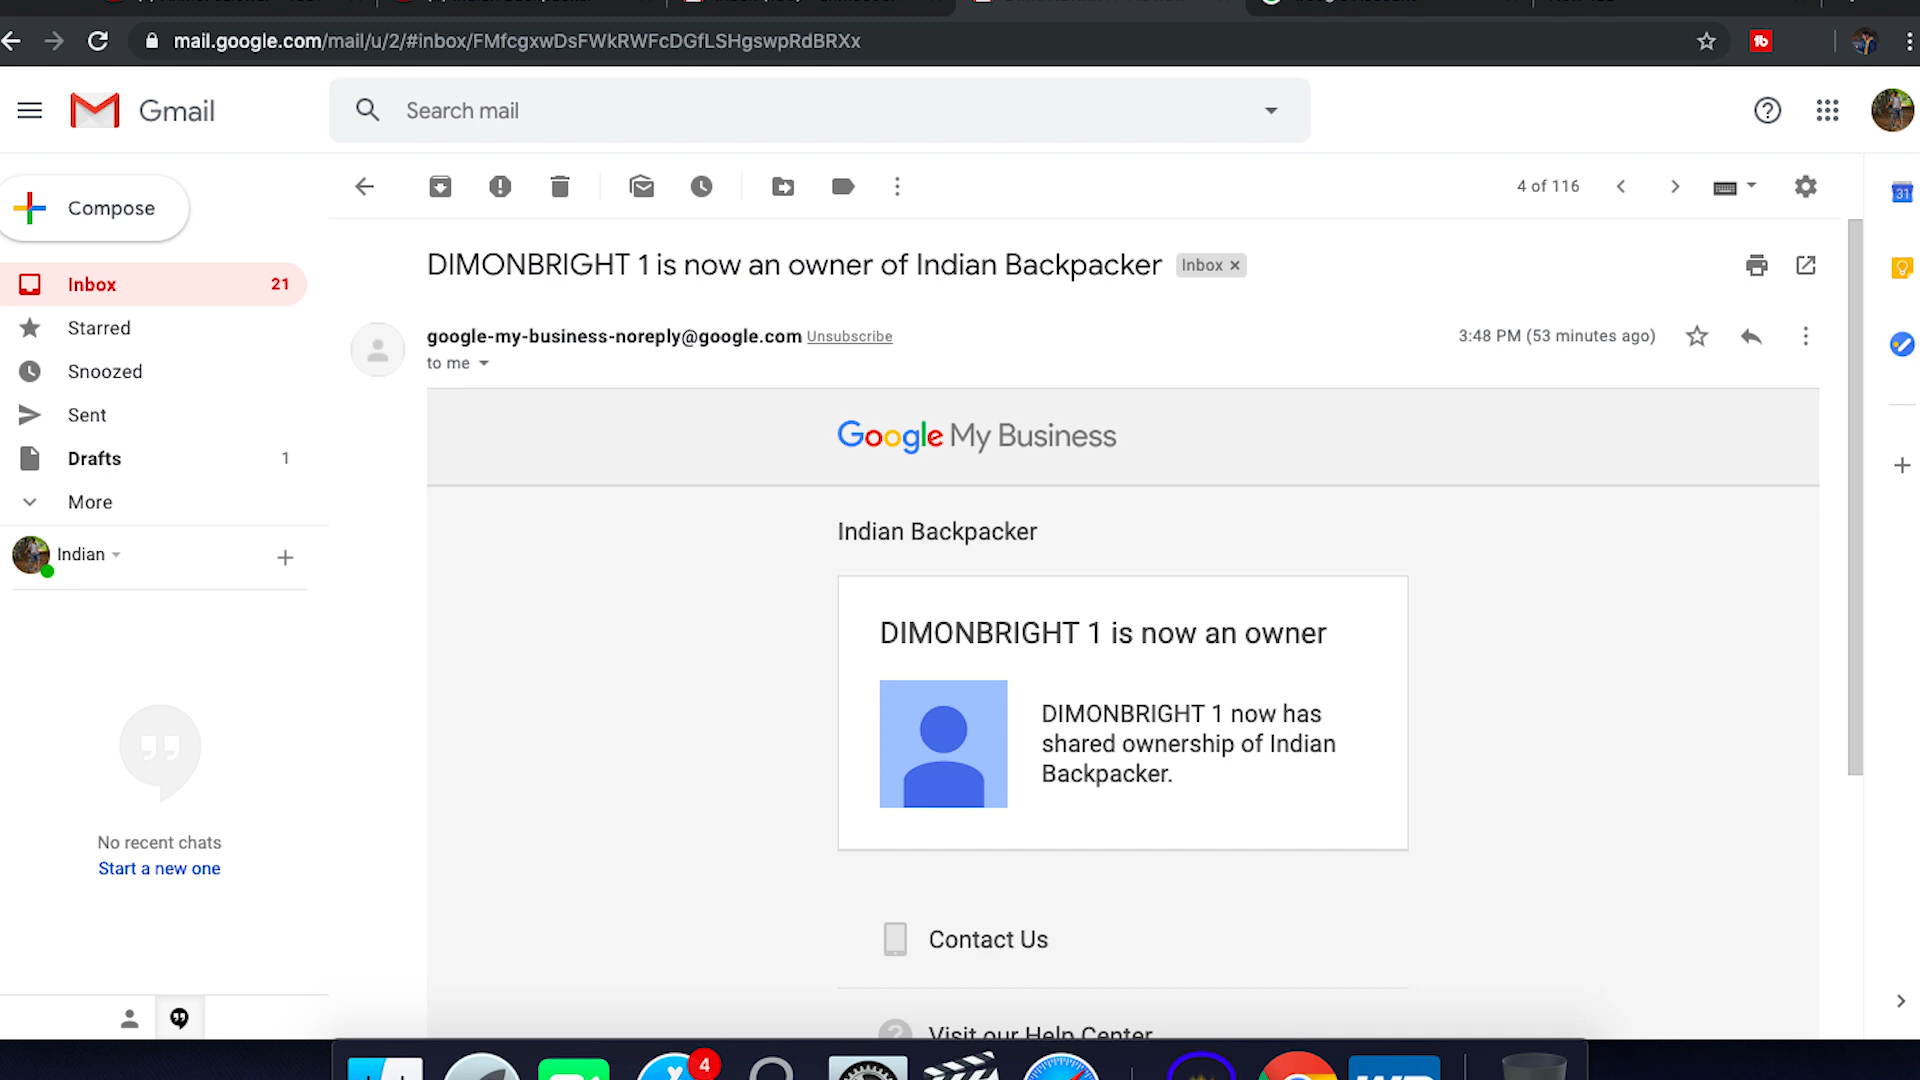 mail.google.com/mail/u/2/#inbox/FMfcgxwDsFWkRWFcDGfLSHgswpRdBRXx
Gmail
Search mail
Compose
4 of 116
31
DIMONBRIGHT 1 is now an owner of Indian Backpacker
Inbox ×
Inbox 21
Starred
Snoozed
Sent
Drafts 1
More
google-my-business-noreply@google.com Unsubscribe
3:48 PM (53 minutes ago)
to me
Google My Business
Indian
Indian Backpacker
DIMONBRIGHT 1 is now an owner
DIMONBRIGHT 1 now has
shared ownership of Indian
Backpacker.
No recent chats
Start a new one
Contact Us
Visit our Help Center
4